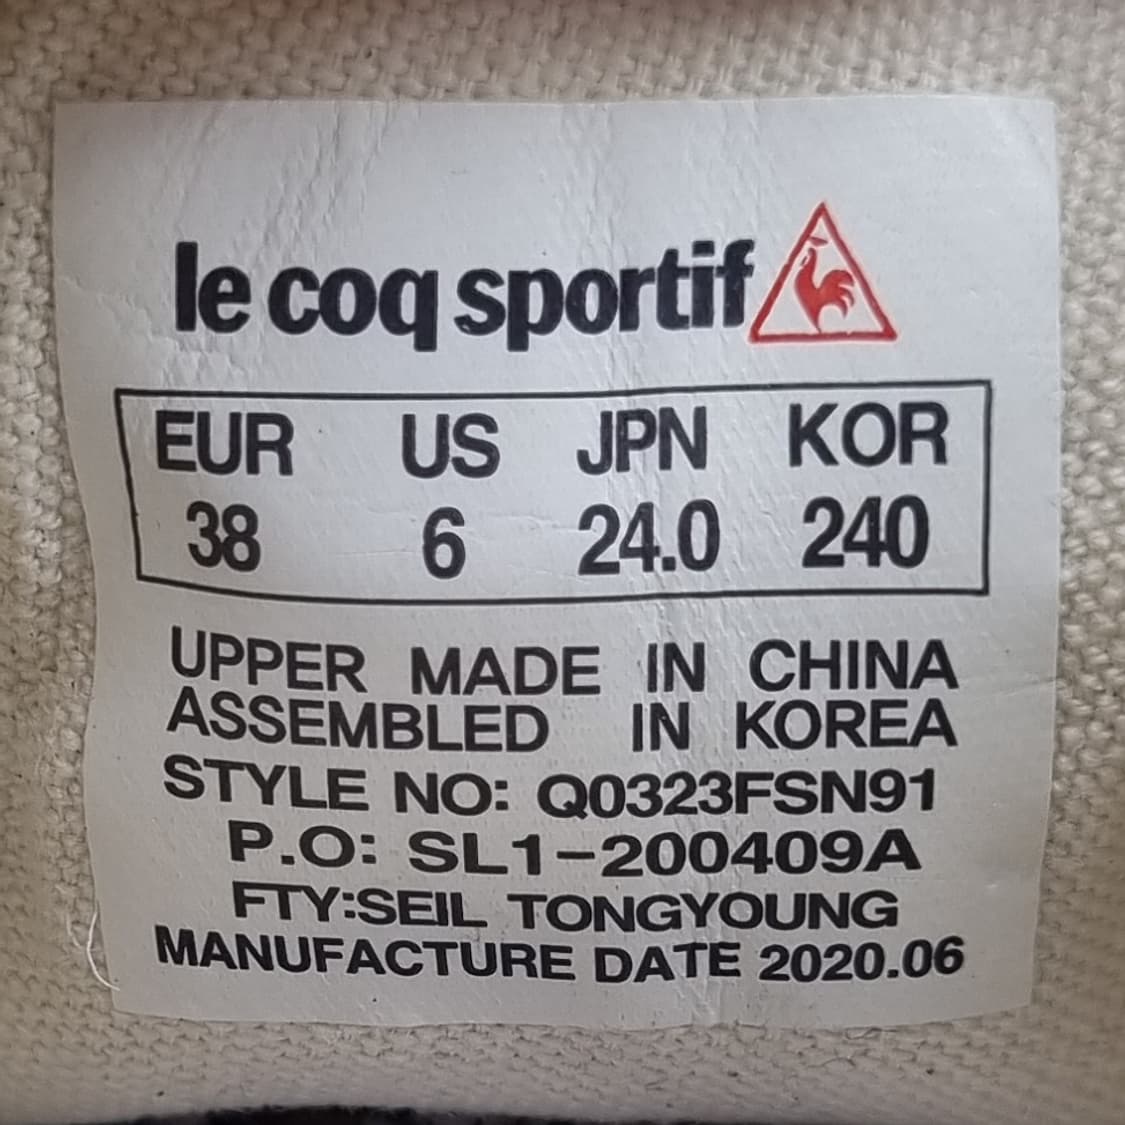 le coq sportif
EUR US JPN KOR
38 6 24.0 240
UPPER MADE IN CHINA
ASSEMBLED IN KOREA
STYLE NO: Q0323FSN91
P.O: SL1-200409A
FTY:SEIL TONGYOUNG
MANUFACTURE DATE 2020.06